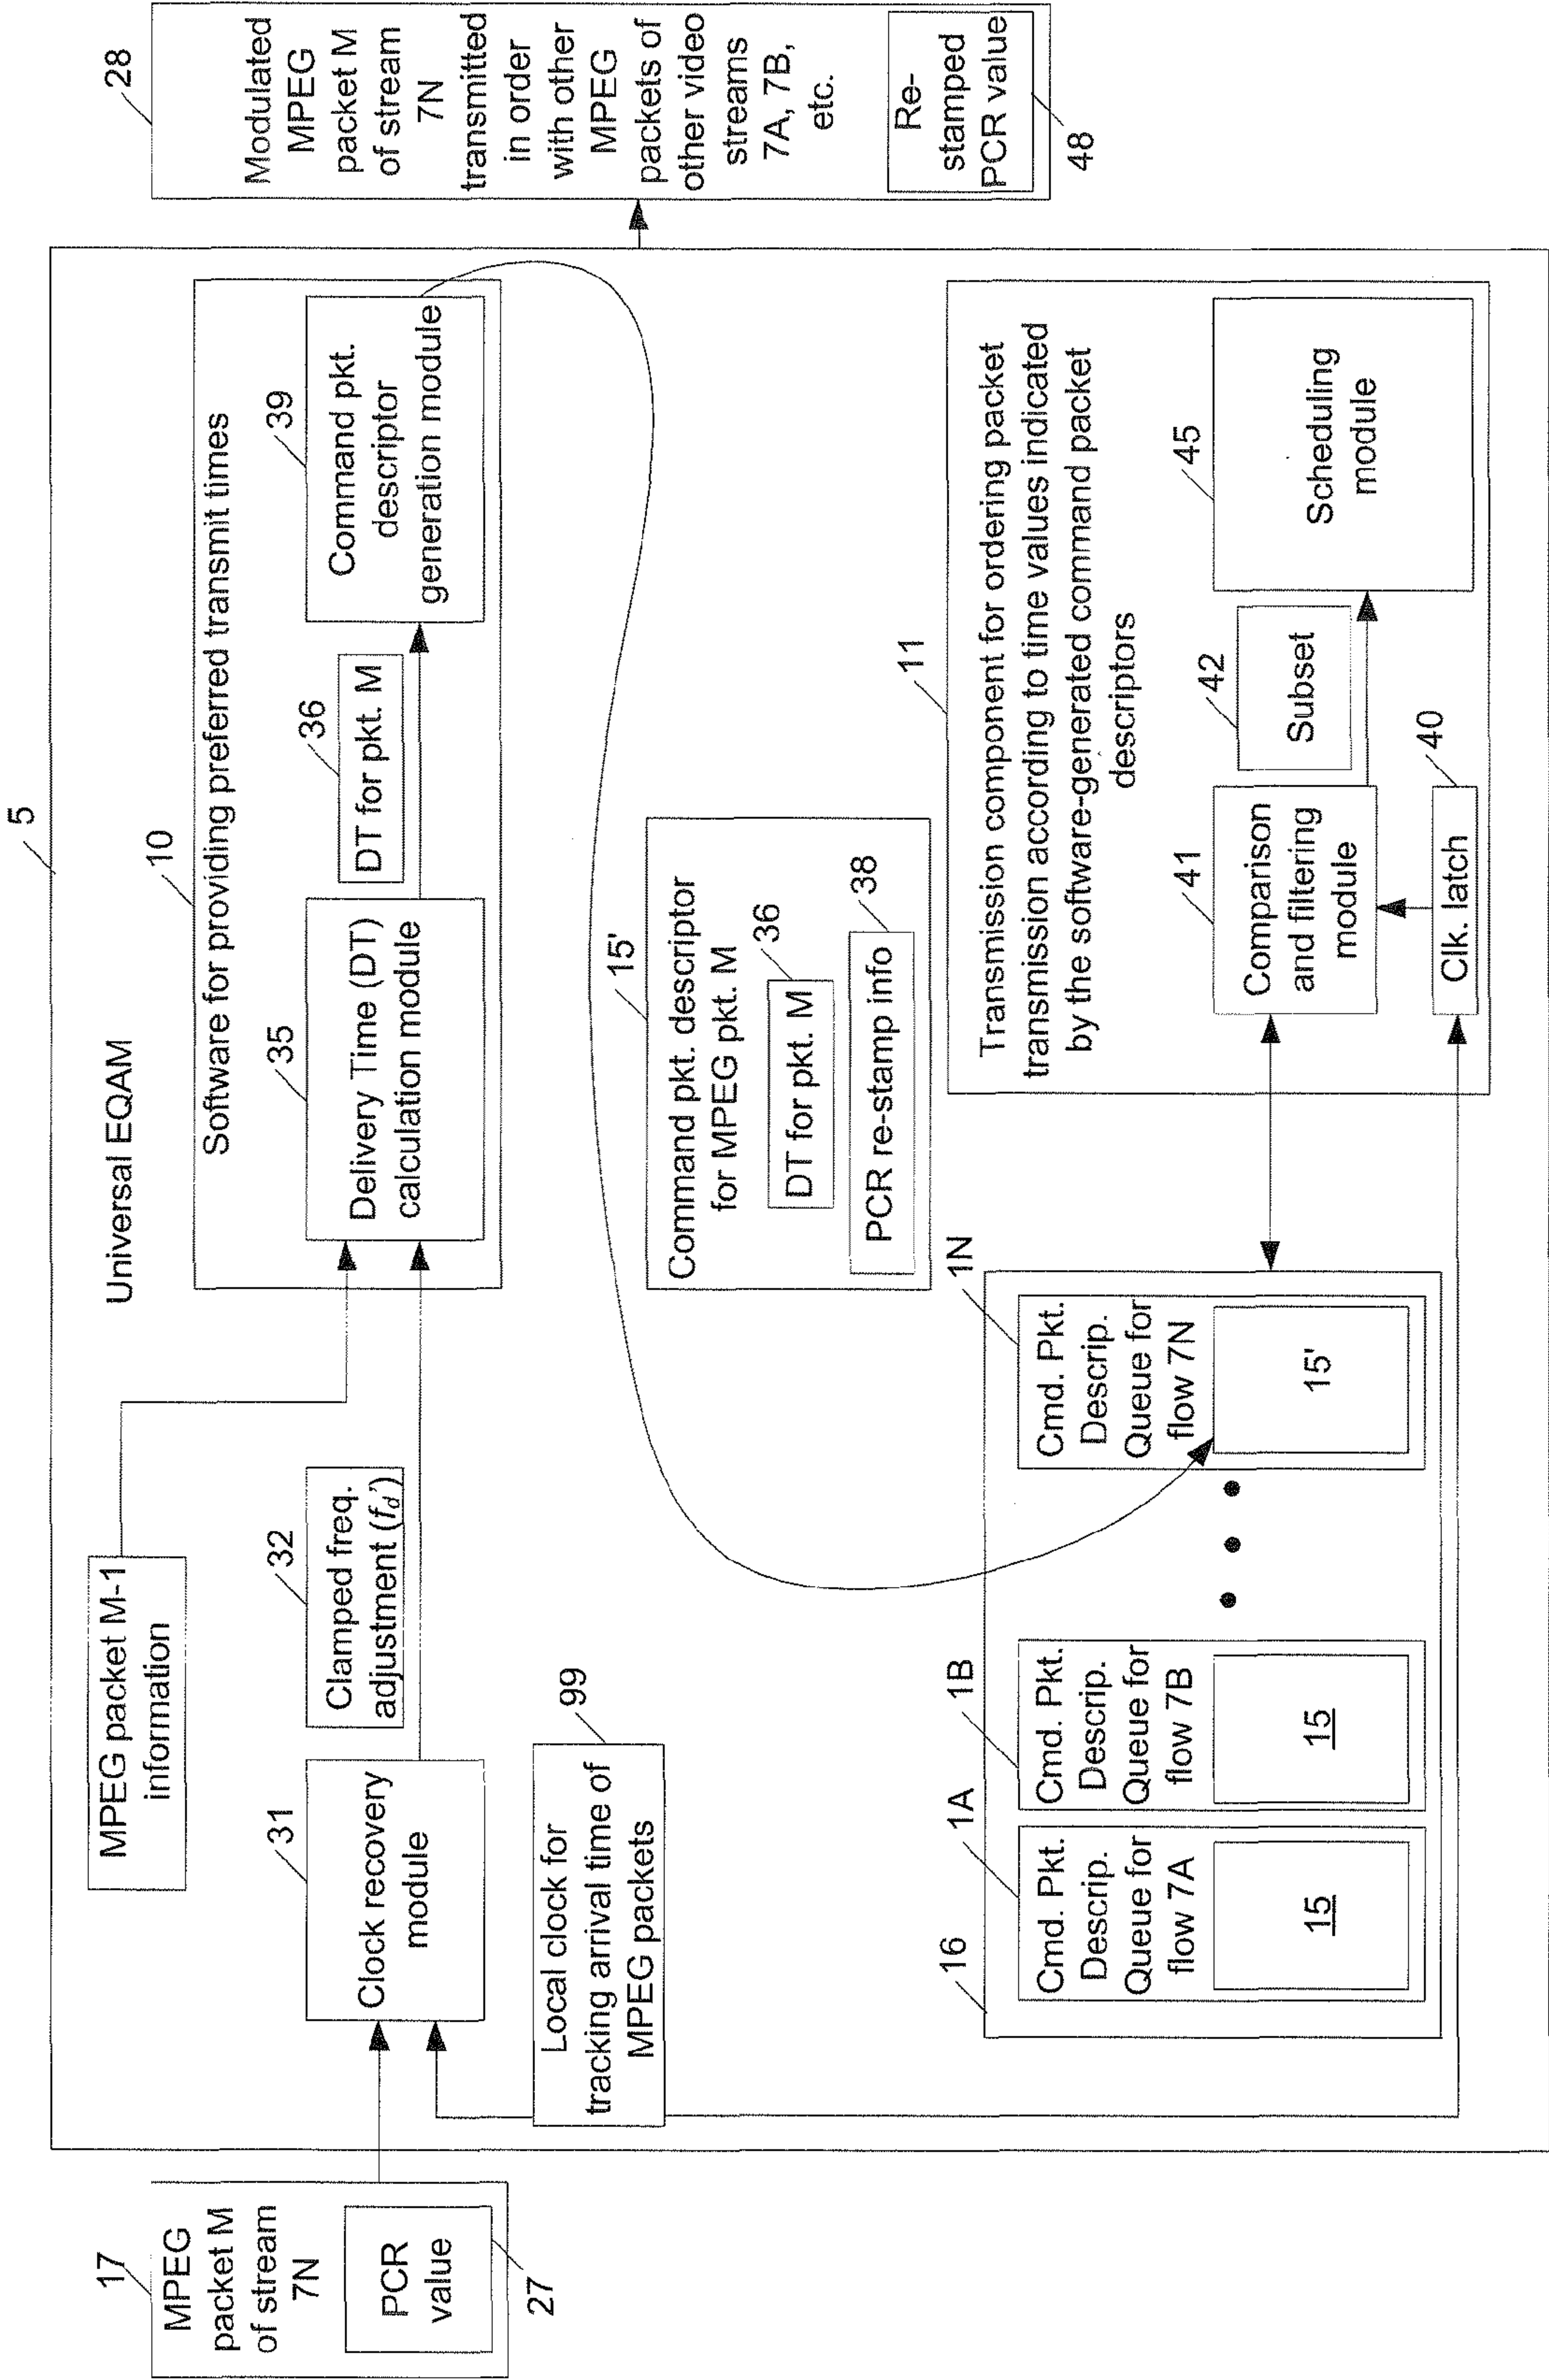 5
Universal EQAM
17
MPEG
packet M
of stream
7N
PCR
value
27
MPEG packet M-1
information
31
Clock recovery
module
32
Clamped freq.
adjustment (fd')
99
Local clock for
tracking arrival time of
MPEG packets
10
Software for providing preferred transmit times
35
Delivery Time (DT)
calculation module
36
DT for pkt. M
39
Command pkt.
descriptor
generation module
15'
Command pkt. descriptor
for MPEG pkt. M
36
DT for pkt. M
38
PCR re-stamp info
16
1A
Cmd. Pkt.
Descrip.
Queue for
flow 7A
15
1B
Cmd. Pkt.
Descrip.
Queue for
flow 7B
15
1N
Cmd. Pkt.
Descrip.
Queue for
flow 7N
15'
11
Transmission component for ordering packet
transmission according to time values indicated
by the software-generated command packet
descriptors
41
Comparison
and filtering
module
42
Subset
45
Scheduling
module
40
Clk. latch
28
Modulated
MPEG
packet M
of stream
7N
transmitted
in order
with other
MPEG
packets of
other video
streams
7A, 7B,
etc.
Re-
stamped
PCR value
48